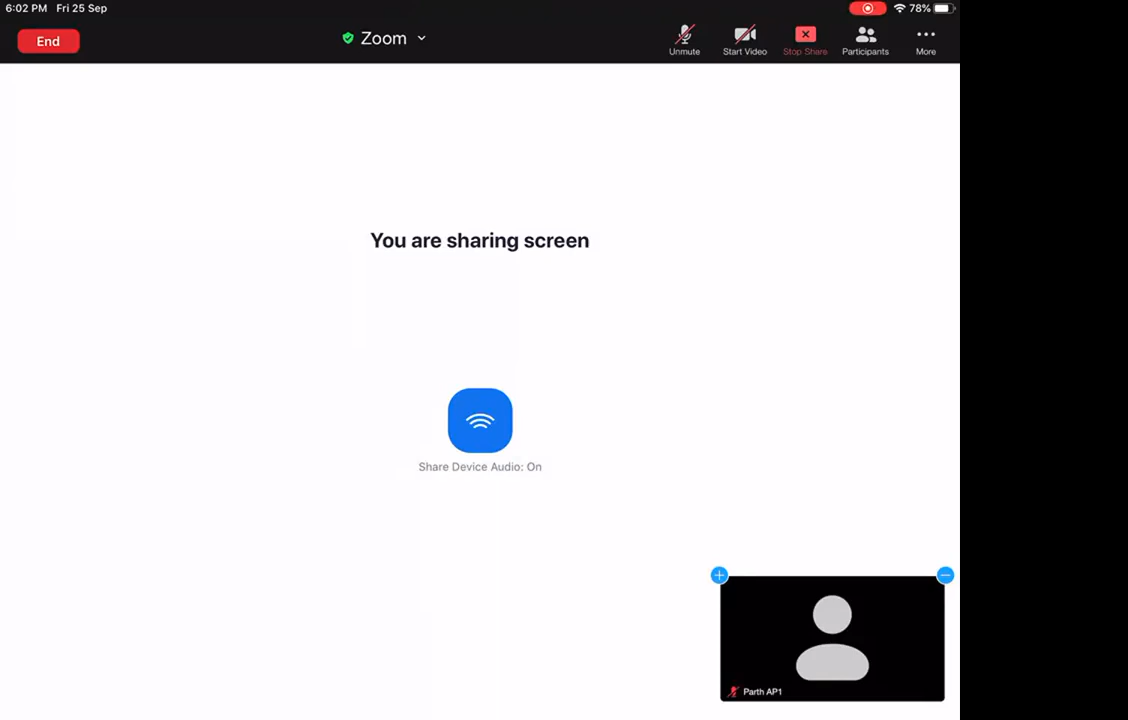 6:02 PM Fri 25 Sep
78%
End
Zoom
Unmute
Start Video
Stop Share
Participants
More
You are sharing screen
Share Device Audio: On
Parth AP1